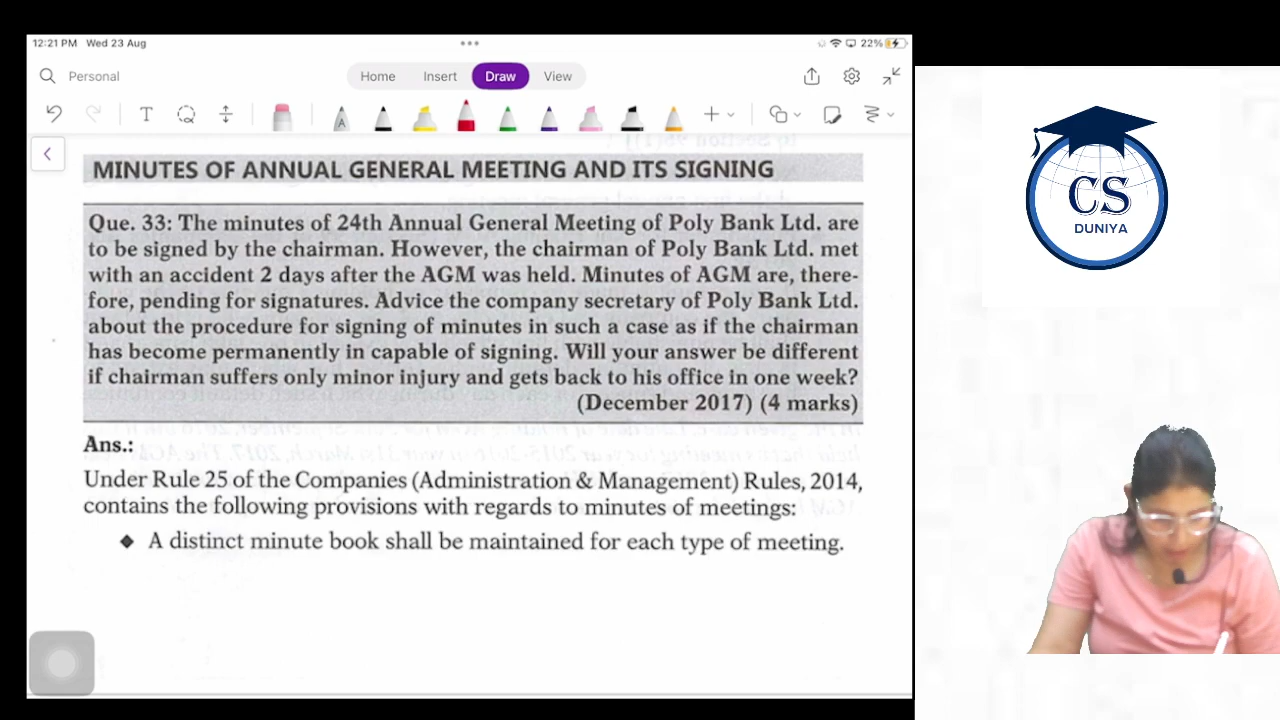 12:21 PM Wed 23 Aug
22%
Personal
Home Insert Draw View
T
A
MINUTES OF ANNUAL GENERAL MEETING AND ITS SIGNING
Que. 33: The minutes of 24th Annual General Meeting of Poly Bank Ltd. are
to be signed by the chairman. However, the chairman of Poly Bank Ltd. met
with an accident 2 days after the AGM was held. Minutes of AGM are, there-
fore, pending for signatures. Advice the company secretary of Poly Bank Ltd.
about the procedure for signing of minutes in such a case as if the chairman
has become permanently in capable of signing. Will your answer be different
if chairman suffers only minor injury and gets back to his office in one week?
(December 2017) (4 marks)
Ans.:
Under Rule 25 of the Companies (Administration & Management) Rules, 2014,
contains the following provisions with regards to minutes of meetings:
◆ A distinct minute book shall be maintained for each type of meeting.
CS
DUNIYA